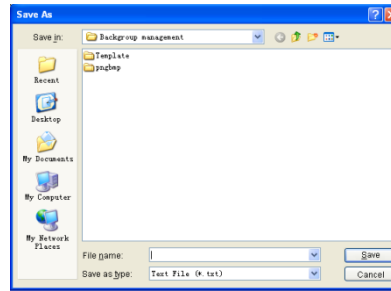 Save As
Save in:
Backgroup management
Template
pngbmp
Recent
Desktop
My Documents
My Computer
My Network
Places
File name:
Save
Save as type:
Text File (*.txt)
Cancel